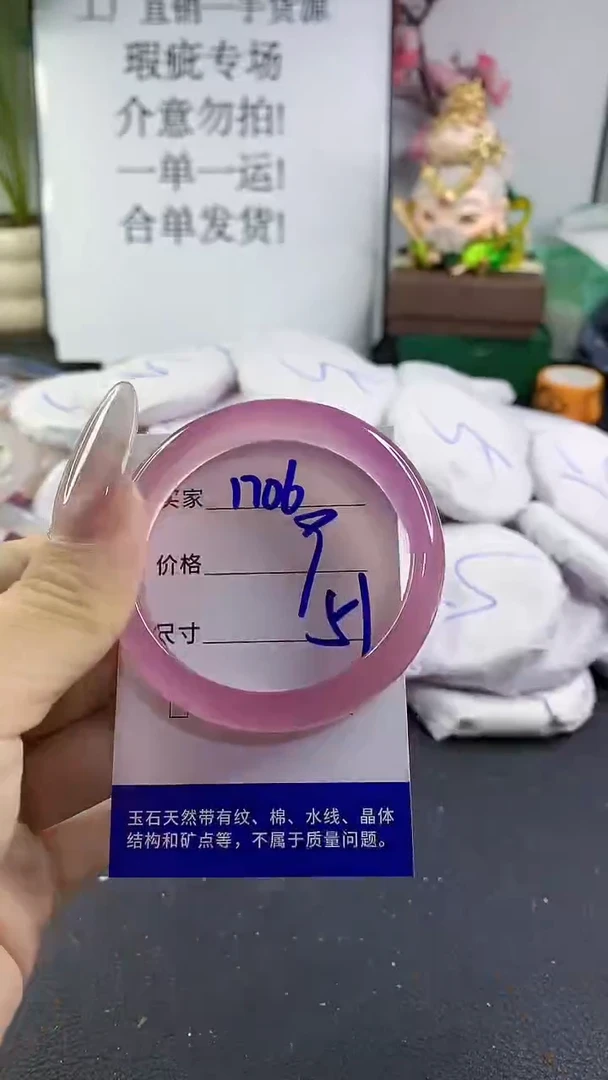 工厂直销一手货源
瑕疵专场
介意勿拍!
一单一运!
合单发货!
买家 1706
价格
尺寸 51
玉石天然带有纹、棉、水线、晶体
结构和矿点等，不属于质量问题。